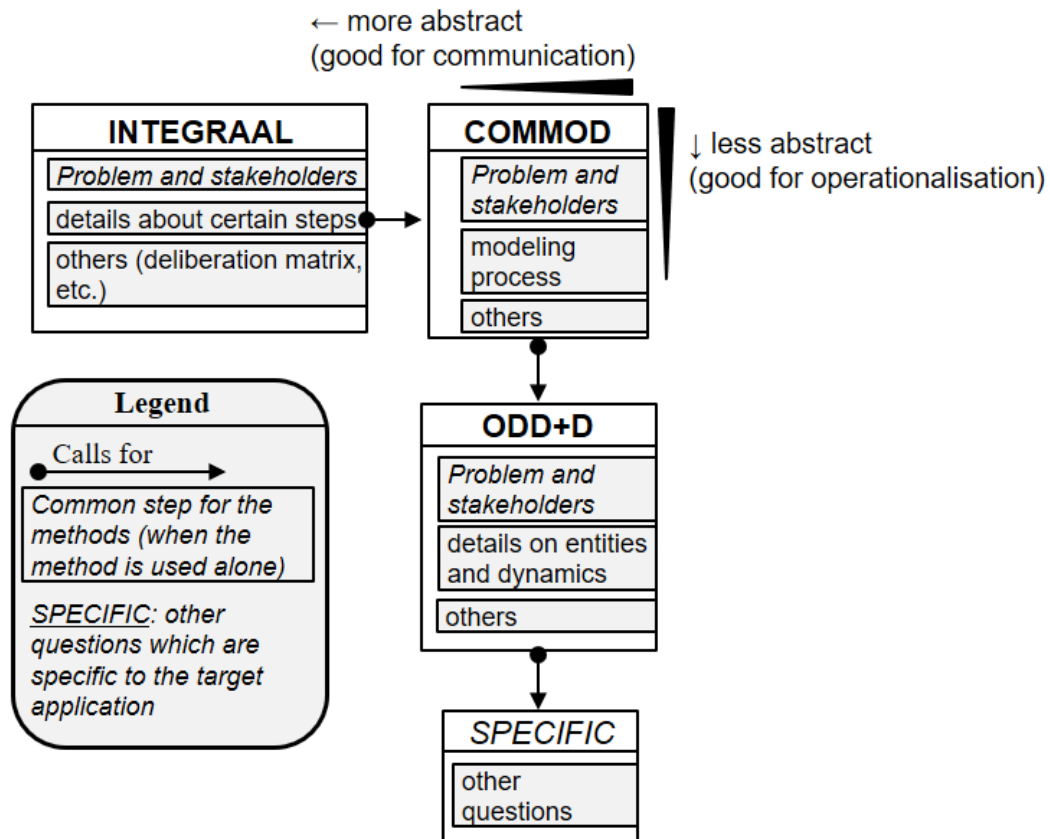 ← more abstract
(good for communication)
INTEGRAAL
Problem and stakeholders
details about certain steps
others (deliberation matrix,
etc.)
COMMOD
Problem and
stakeholders
modeling
process
others
↓ less abstract
(good for operationalisation)
Legend
Calls for
Common step for the
methods (when the
method is used alone)
SPECIFIC: other
questions which are
specific to the target
application
ODD+D
Problem and
stakeholders
details on entities
and dynamics
others
SPECIFIC
other
questions